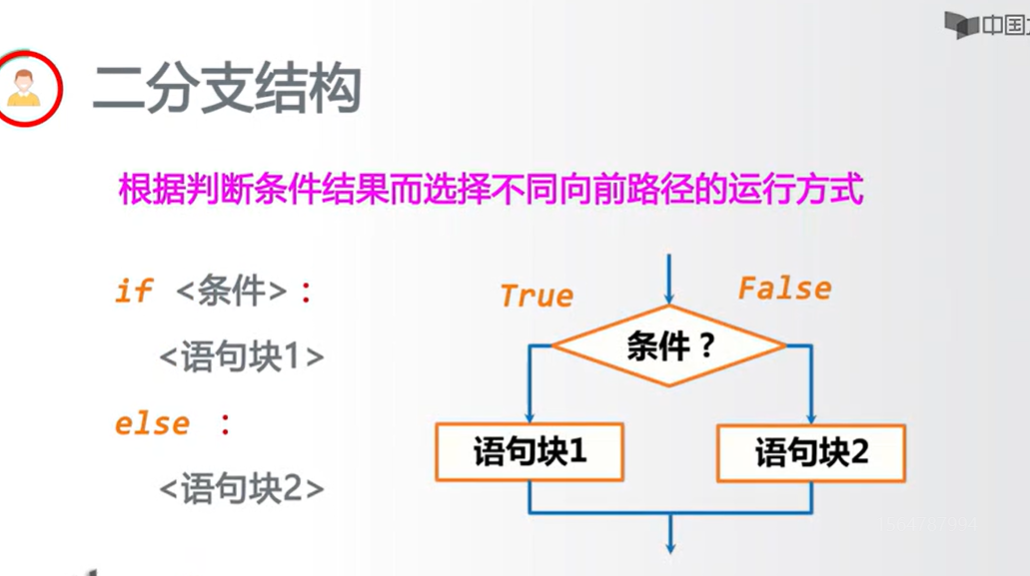 中国
二分支结构
根据判断条件结果而选择不同向前路径的运行方式
if <条件>：
<语句块1>
else ：
<语句块2>
True
False
条件？
语句块1
语句块2